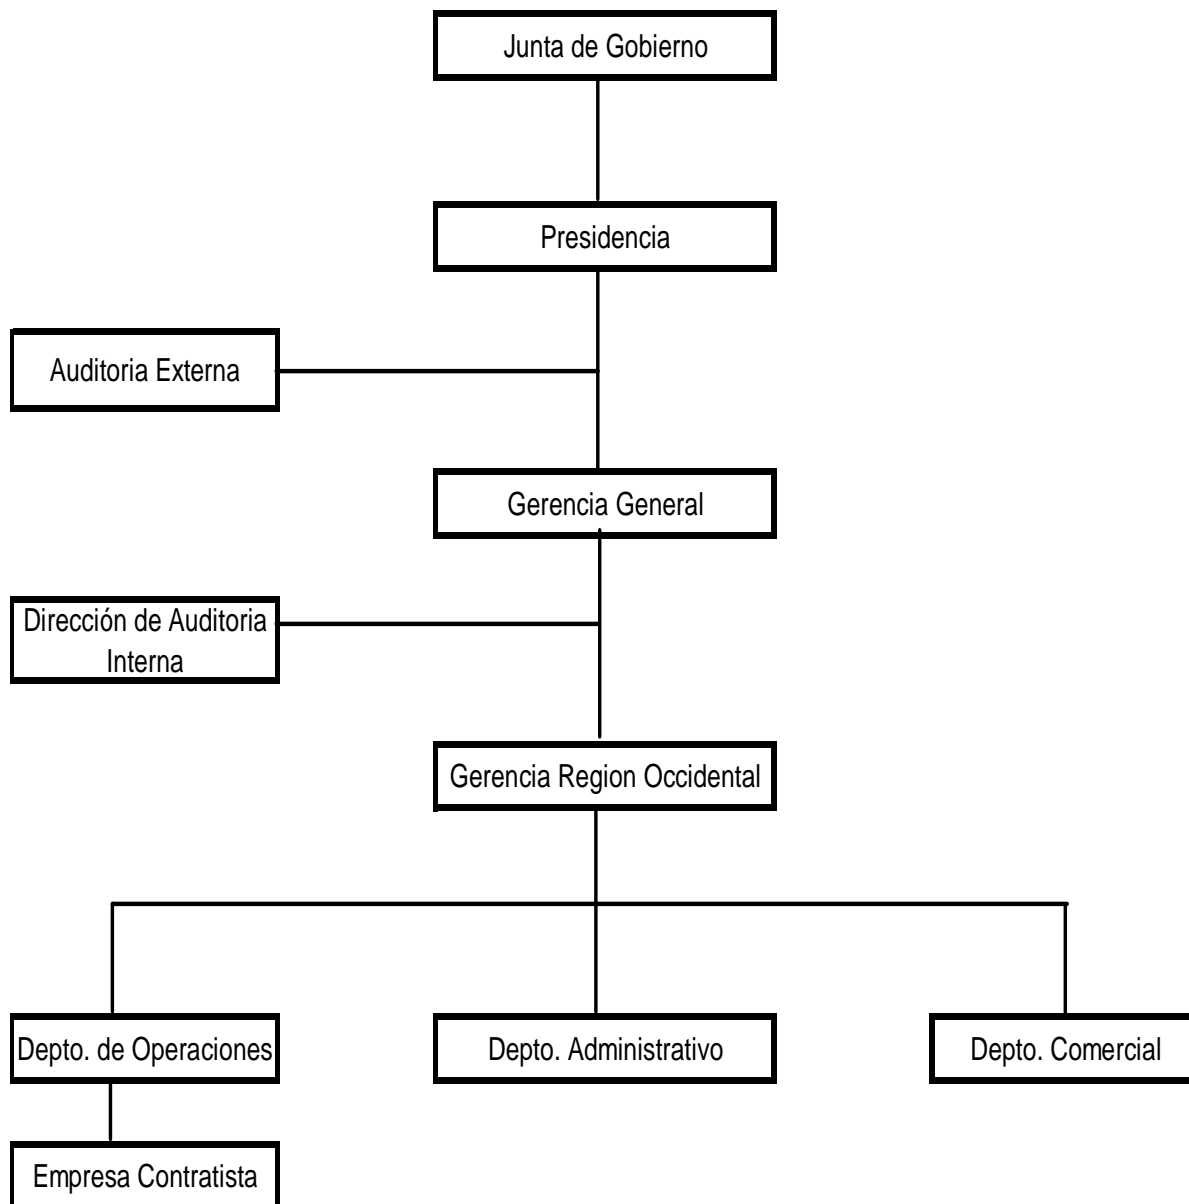 Junta de Gobierno
Presidencia
Auditoria Externa
Gerencia General
Dirección de Auditoria
Interna
Gerencia Region Occidental
Depto. de Operaciones
Depto. Administrativo
Depto. Comercial
Empresa Contratista